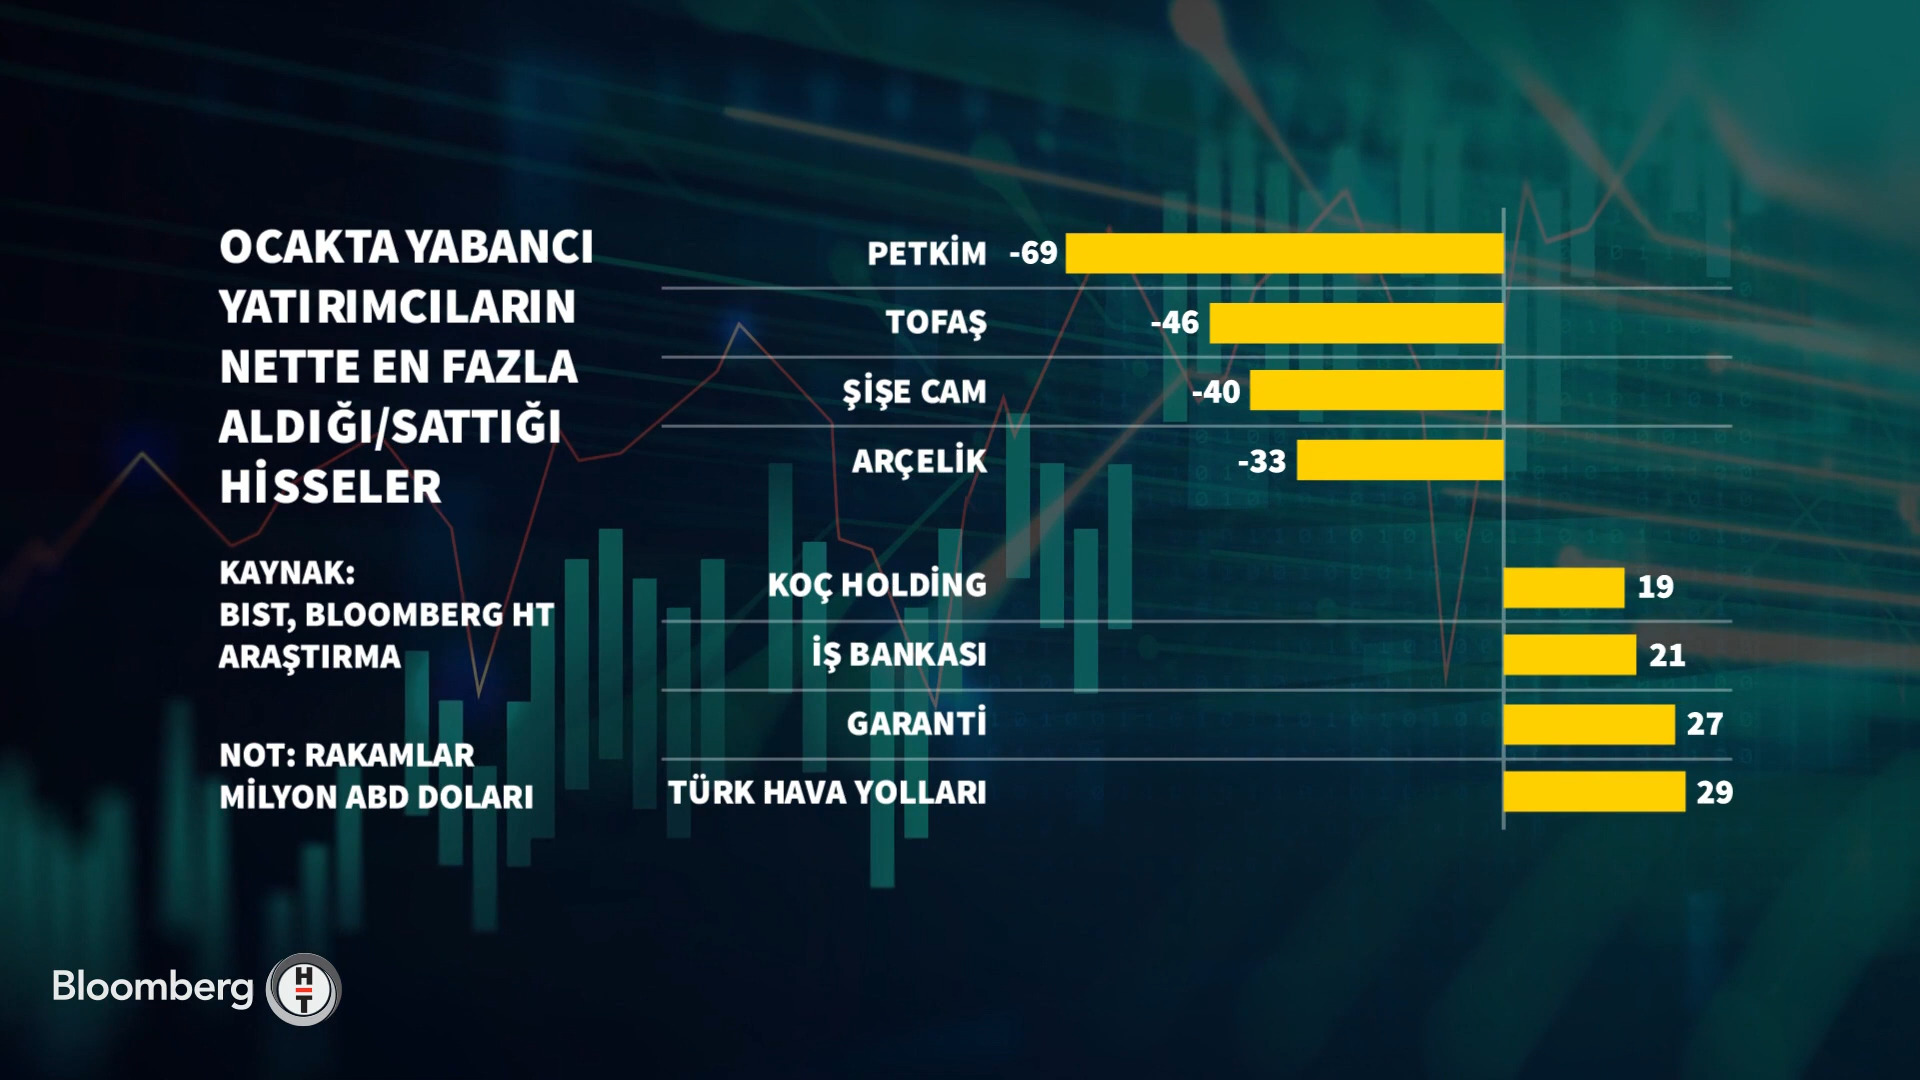 OCAKTA YABANCI
YATIRIMCILARIN
NETTE EN FAZLA
ALDIĞI/SATTIĞI
HİSSELER
KAYNAK:
BIST, BLOOMBERG HT
ARAŞTIRMA
NOT: RAKAMLAR
MİLYON ABD DOLARI
PETKİM -69
TOFAŞ -46
ŞİŞE CAM -40
ARÇELİK -33
KOÇ HOLDİNG 19
İŞ BANKASI 21
GARANTİ 27
TÜRK HAVA YOLLARI 29
Bloomberg HT